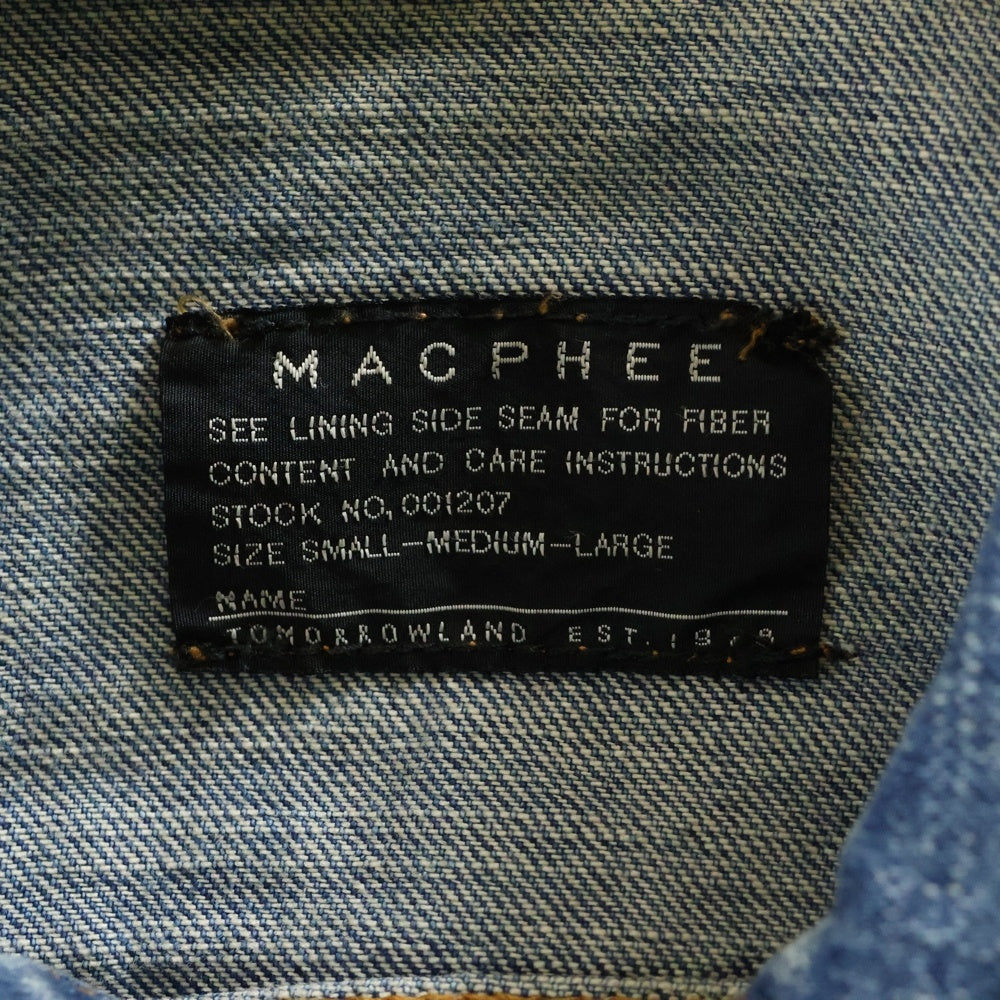 MACPHEE
SEE LINING SIDE SEAM FOR FIBER
CONTENT AND CARE INSTRUCTIONS
STOCK NO, 001207
SIZE SMALL-MEDIUM-LARGE
NAME
TOMORROWLAND EST.